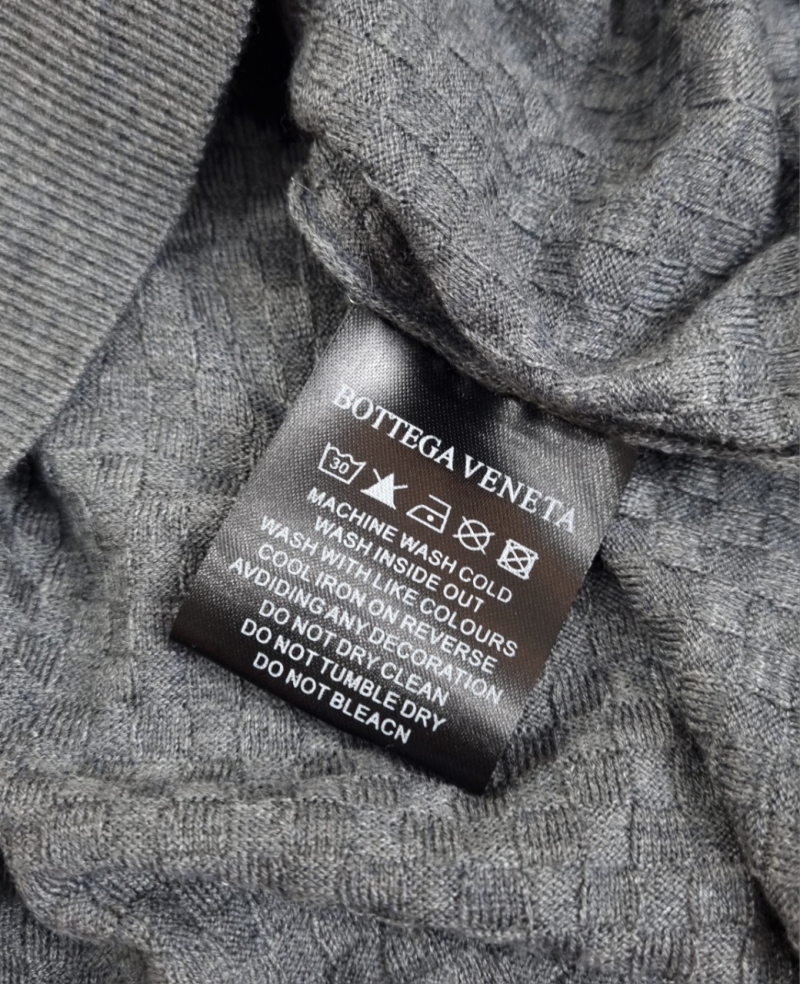 BOTTEGA VENETA
30
MACHINE WASH COLD
WASH INSIDE OUT
WASH WITH LIKE COLOURS
COOL IRON ON REVERSE
AVDIDING ANY DECORATION
DO NOT DRY CLEAN
DO NOT TUMBLE DRY
DO NOT BLEACN